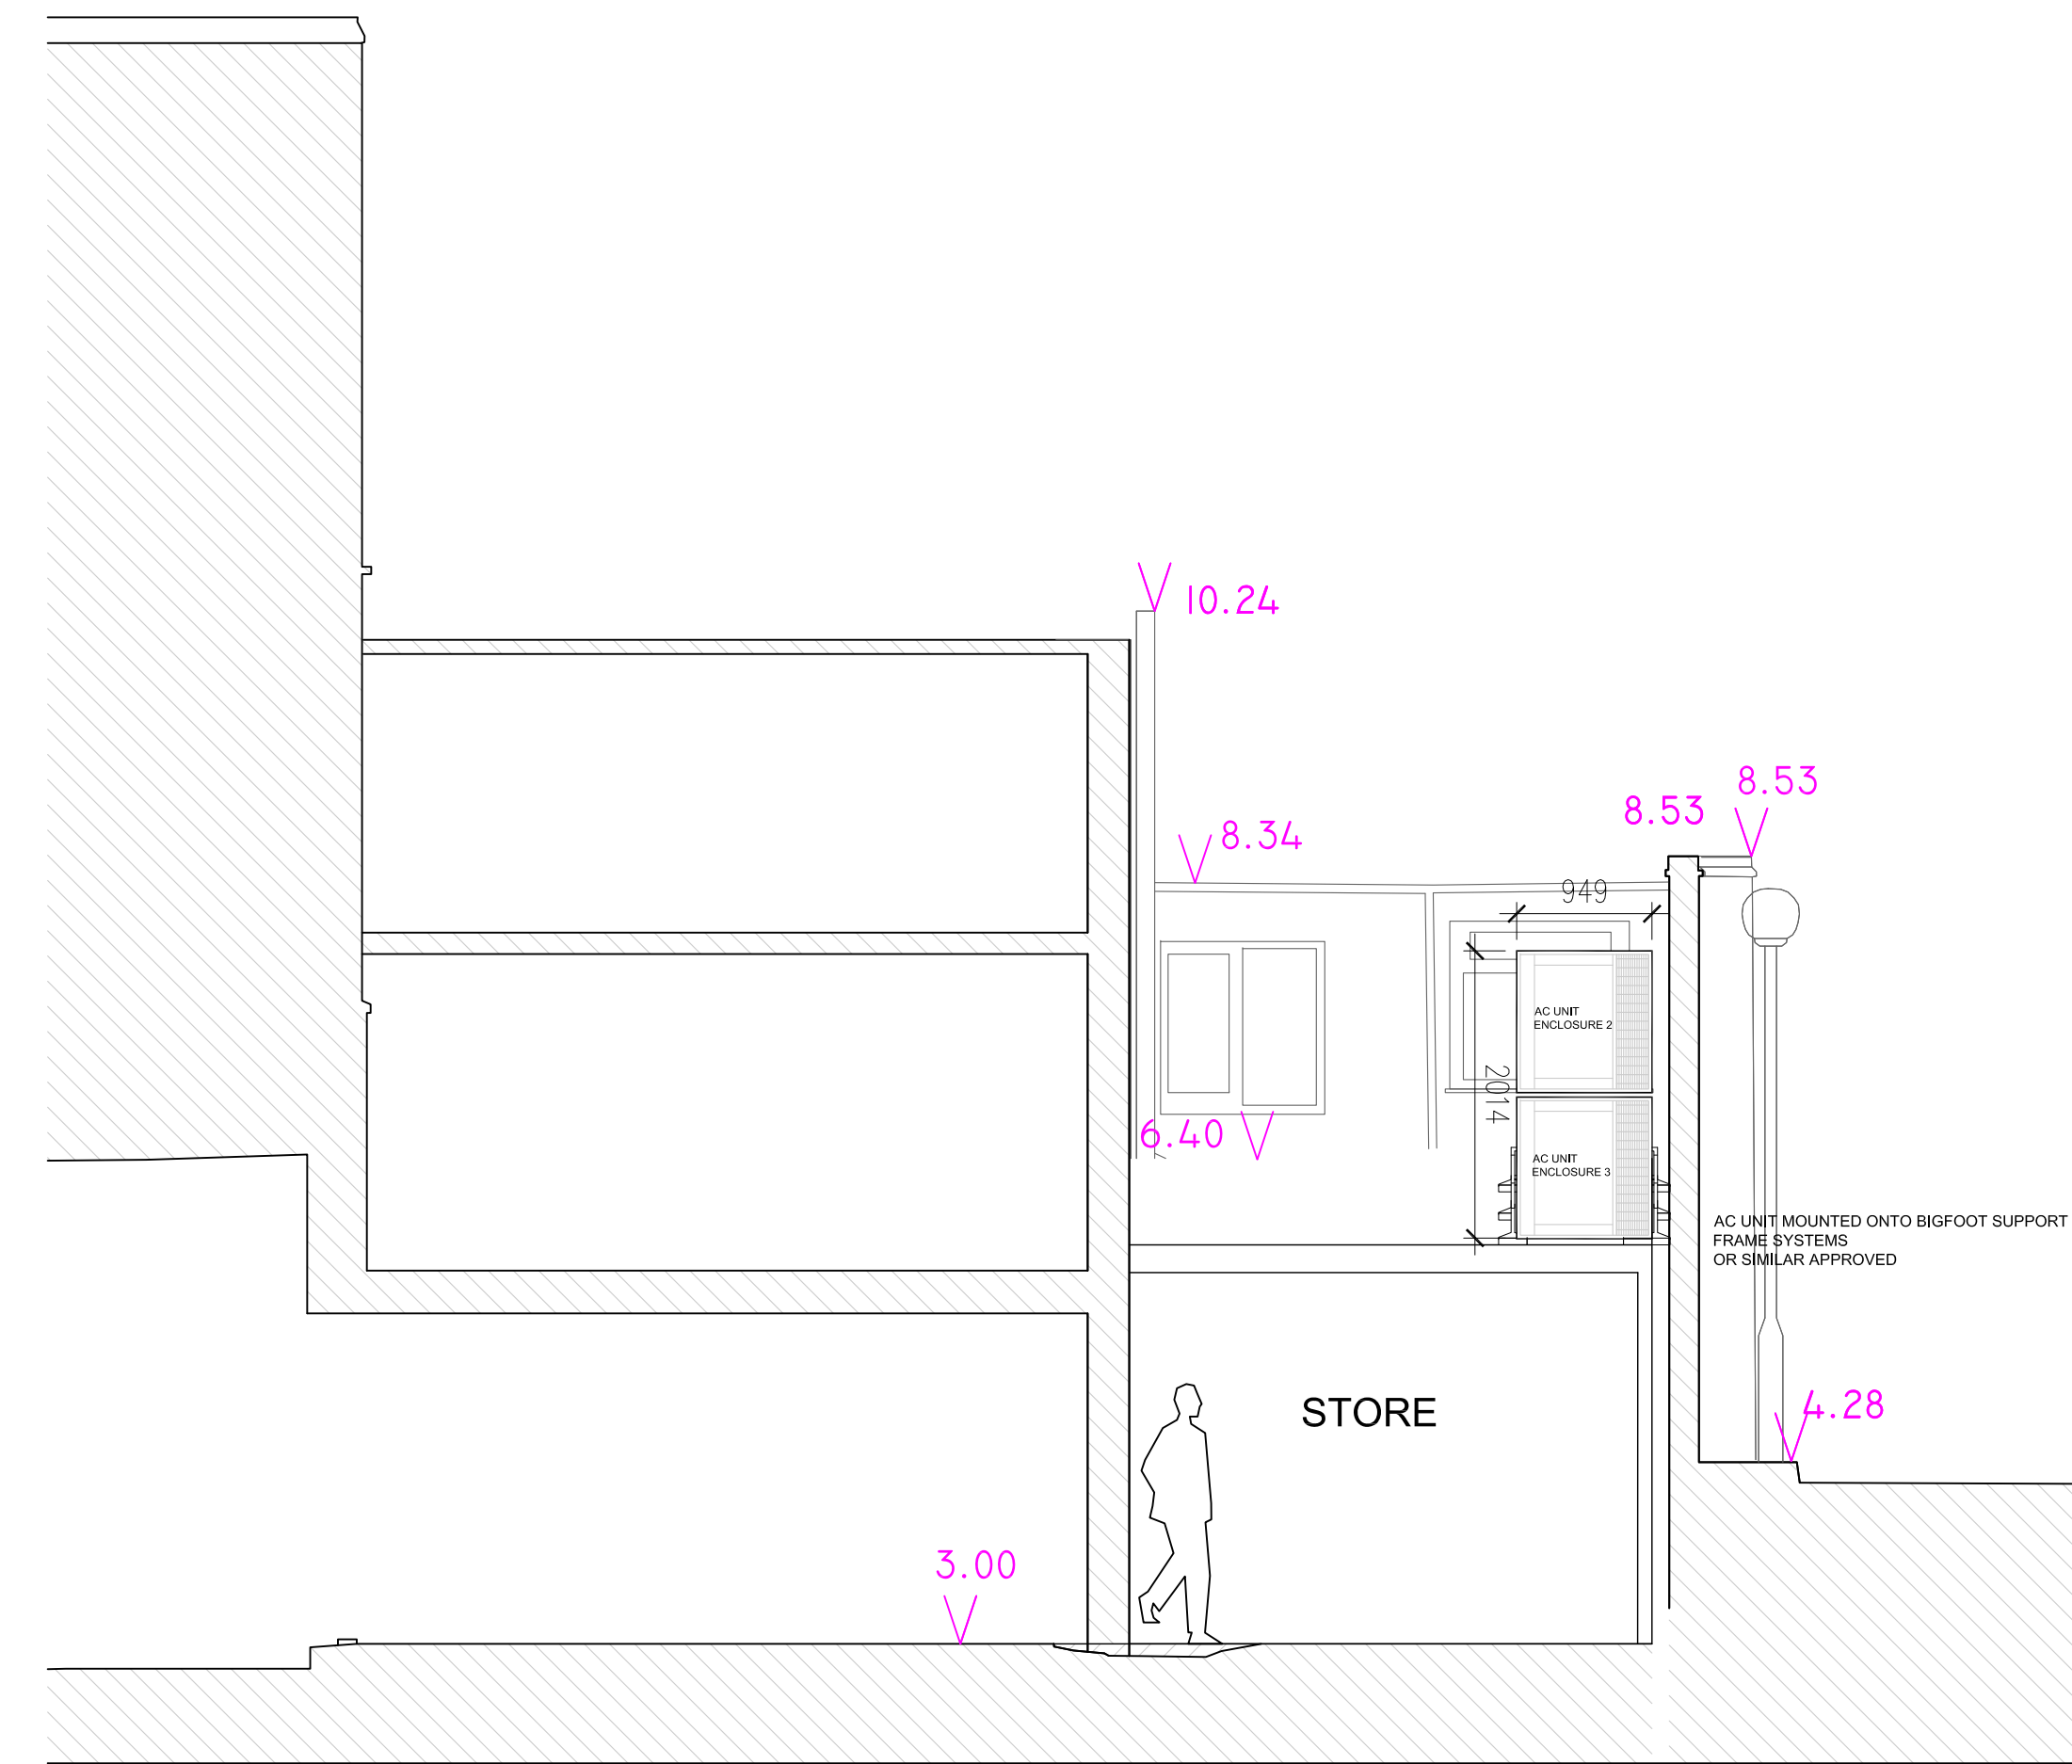 10.24
8.53
8.53
8.34
949
AC UNIT
ENCLOSURE 2
2014
6.40
AC UNIT
ENCLOSURE 3
AC UNIT MOUNTED ONTO BIGFOOT SUPPORT
FRAME SYSTEMS
OR SIMILAR APPROVED
STORE
4.28
3.00